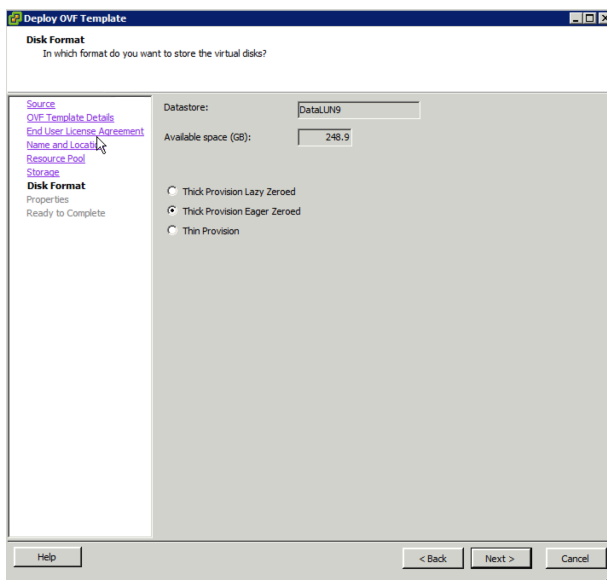 Deploy OVF Template
Disk Format
In which format do you want to store the virtual disks?
Source
OVF Template Details
End User License Agreement
Name and Location
Resource Pool
Storage
Disk Format
Properties
Ready to Complete
Datastore: DataLUN9
Available space (GB): 248.9
Thick Provision Lazy Zeroed
Thick Provision Eager Zeroed
Thin Provision
Help
< Back
Next >
Cancel